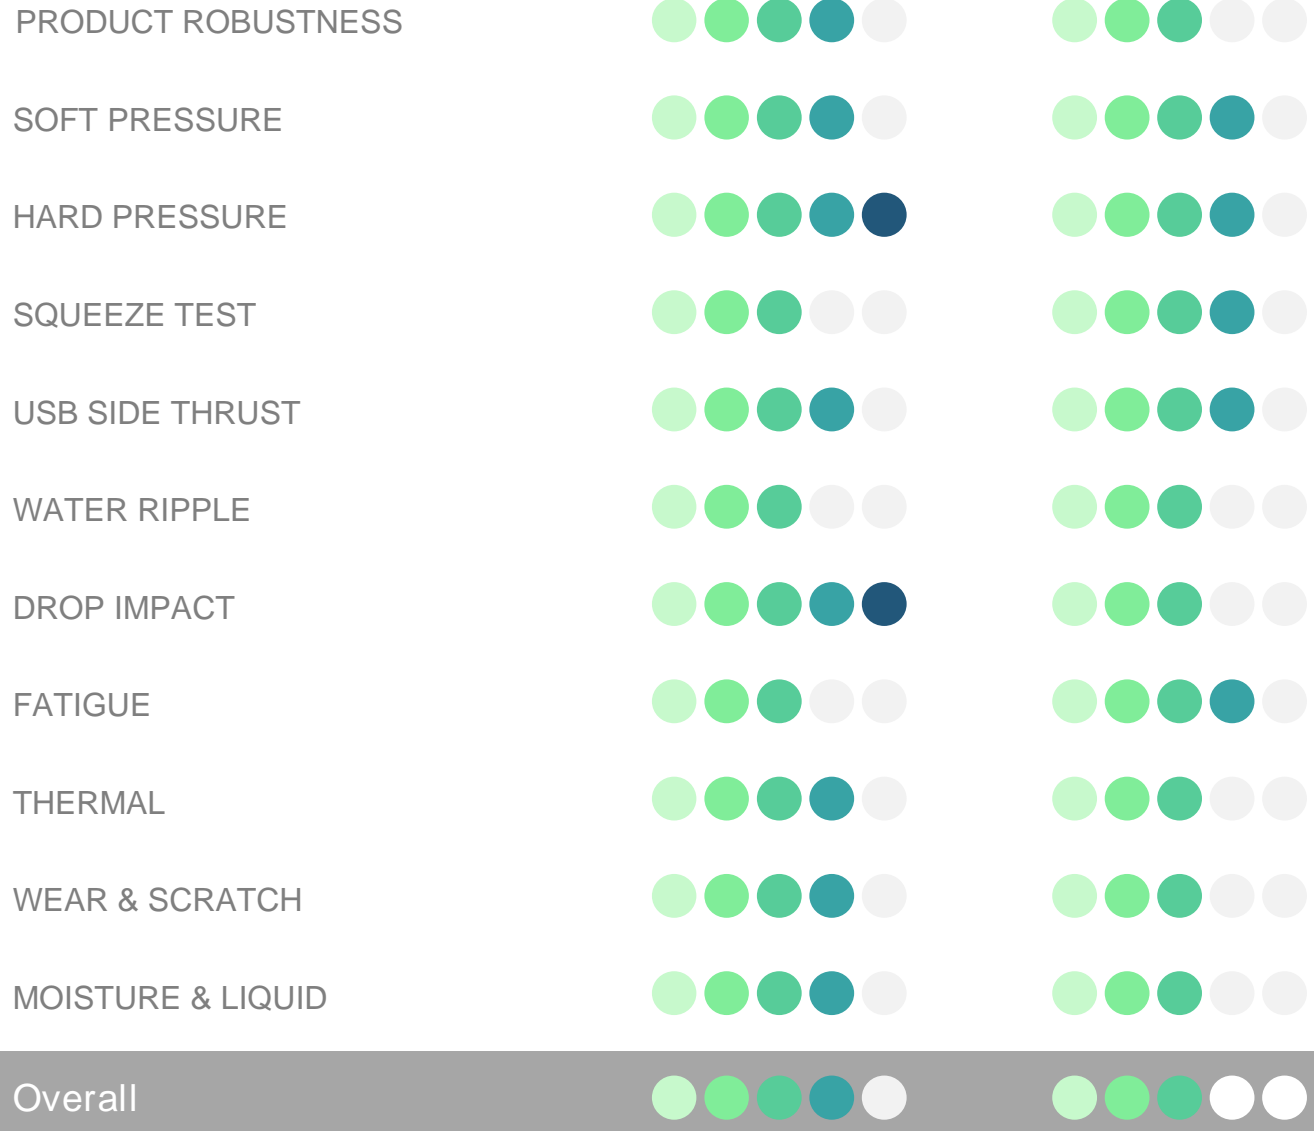 PRODUCT ROBUSTNESS
SOFT PRESSURE
HARD PRESSURE
SQUEEZE TEST
USB SIDE THRUST
WATER RIPPLE
DROP IMPACT
FATIGUE
THERMAL
WEAR & SCRATCH
MOISTURE & LIQUID
Overall